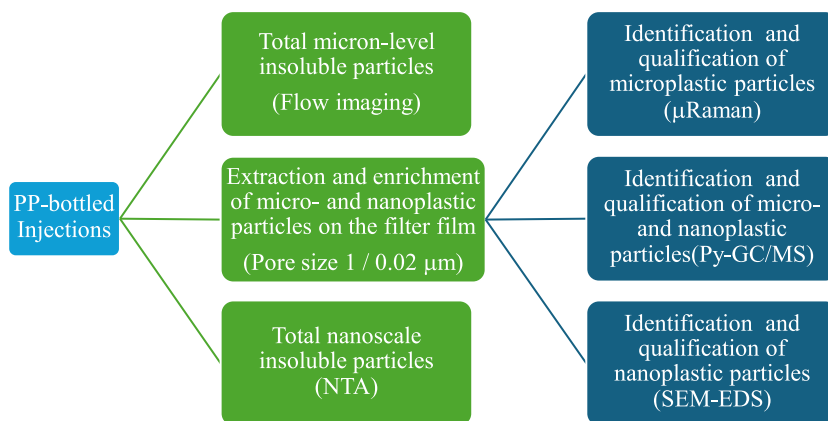 PP-bottled
Injections
Total micron-level
insoluble particles
(Flow imaging)
Extraction and enrichment
of micro- and nanoplastic
particles on the filter film
(Pore size 1 / 0.02 μm)
Total nanoscale
insoluble particles
(NTA)
Identification and
qualification of
microplastic particles
(μRaman)
Identification and
qualification of micro-
and nanoplastic
particles(Py-GC/MS)
Identification and
qualification of
nanoplastic particles
(SEM-EDS)